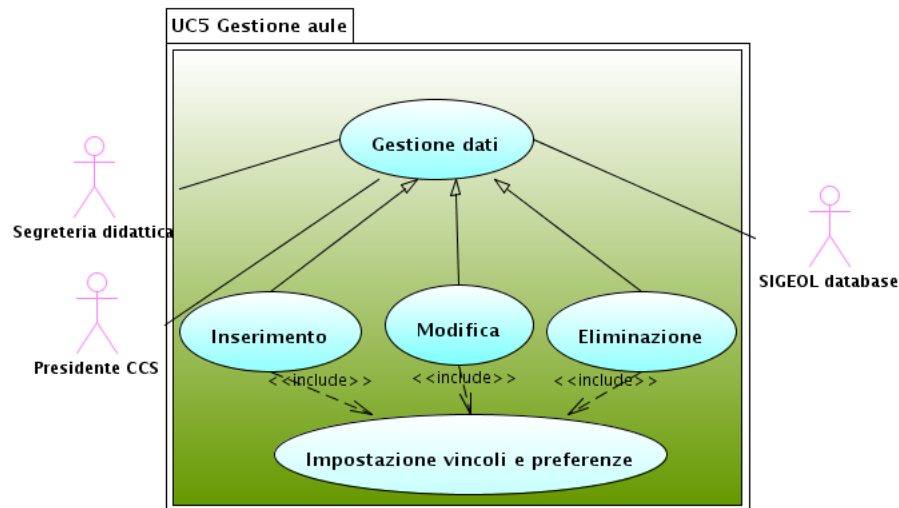 UC5 Gestione aule
Gestione dati
Segreteria didattica
SIGEOL database
Presidente CCS
Inserimento
Modifica
Eliminazione
<<include>>
<<include>>
<<include>>
Impostazione vincoli e preferenze